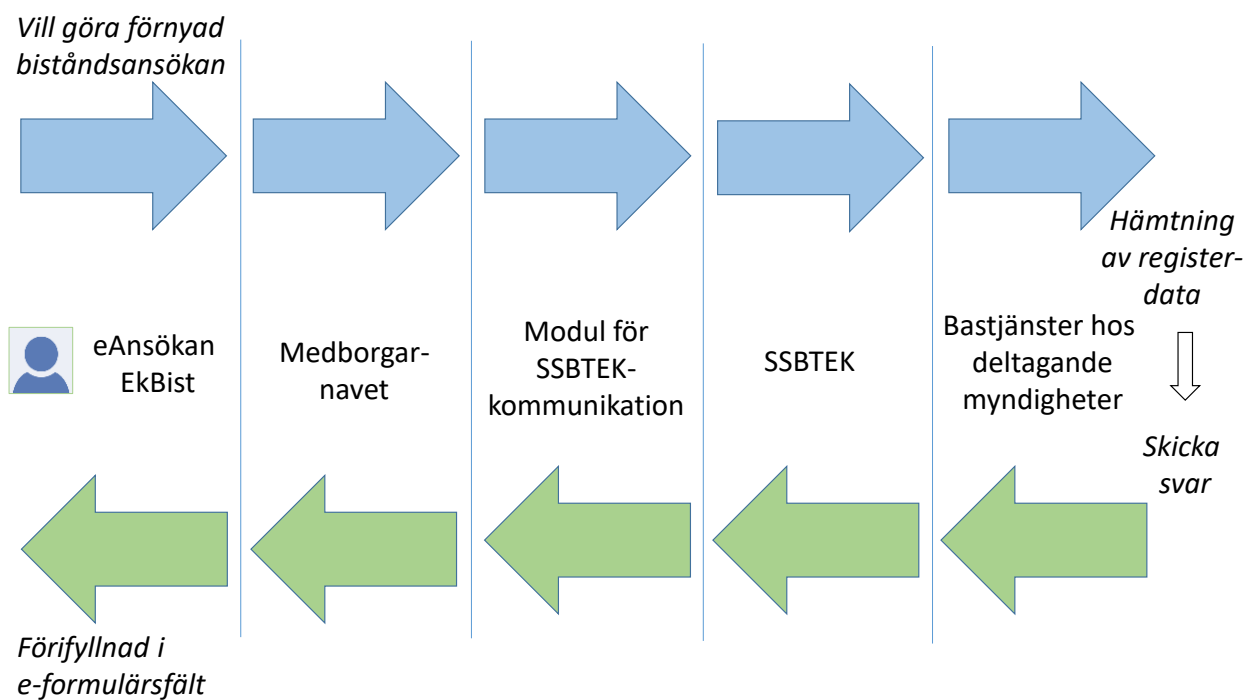 Vill göra förnyad
biståndsansökan
Hämtning
av register-
data
eAnsökan
EkBist
Medborgar-
navet
Modul för
SSBTEK-
kommunikation
SSBTEK
Bastjänster hos
deltagande
myndigheter
Skicka
svar
Förifyllnad i
e-formulärsfält